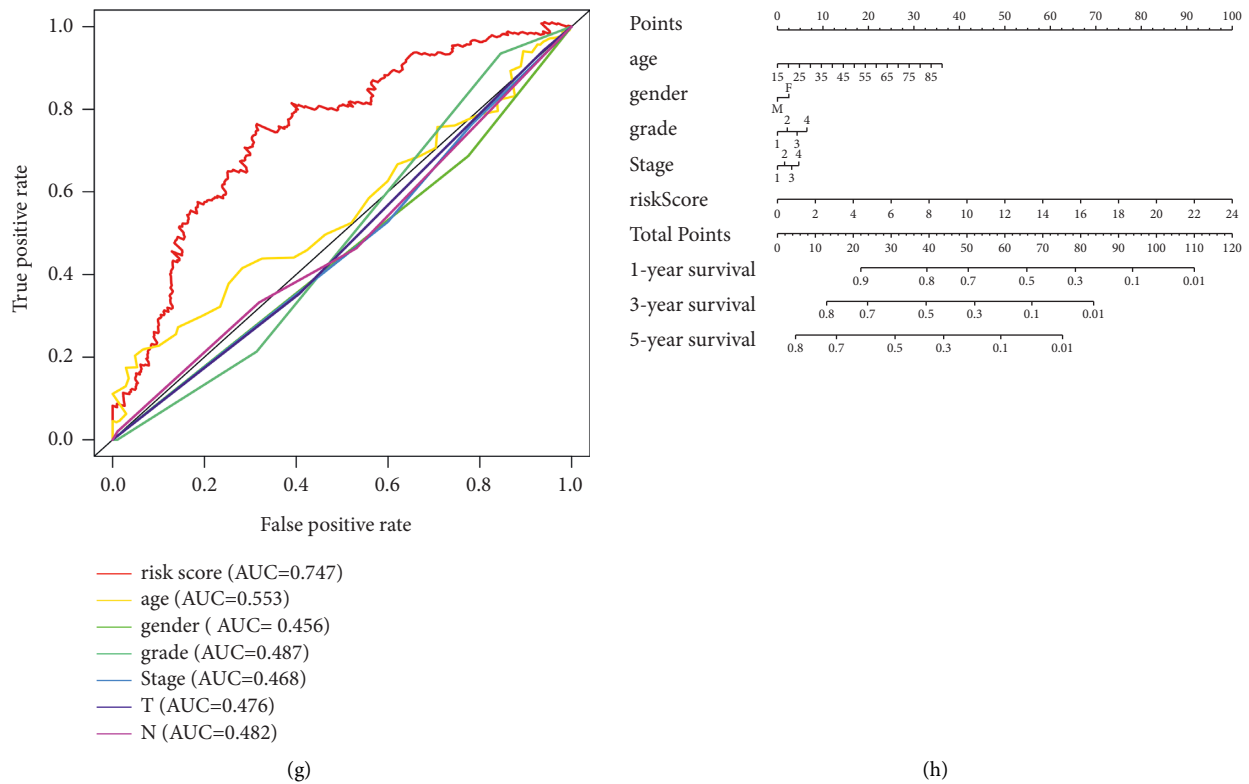 1.0
0.8
0.6
0.4
0.2
0.0
True positive rate
0.0 0.2 0.4 0.6 0.8 1.0
False positive rate
risk score (AUC=0.747)
age (AUC=0.553)
gender ( AUC= 0.456)
grade (AUC=0.487)
Stage (AUC=0.468)
T (AUC=0.476)
N (AUC=0.482)
(g)
Points 0 10 20 30 40 50 60 70 80 90 100
age
15 25 35 45 55 65 75 85
gender F
M
grade 2 4
1 3
Stage 2 4
1 3
riskScore
0 2 4 6 8 10 12 14 16 18 20 22 24
Total Points
0 10 20 30 40 50 60 70 80 90 100 110 120
1-year survival
0.9 0.8 0.7 0.5 0.3 0.1 0.01
3-year survival
0.8 0.7 0.5 0.3 0.1 0.01
5-year survival
0.8 0.7 0.5 0.3 0.1 0.01
(h)